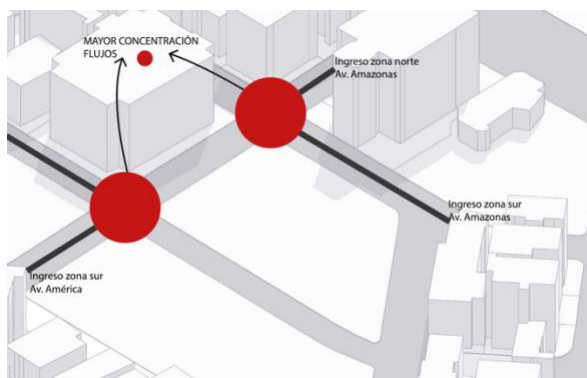 MAYOR CONCENTRACIÓN
FLUJOS
Ingreso zona norte
Av. Amazonas
Ingreso zona sur
Av. Amazonas
Ingreso zona sur
Av. América